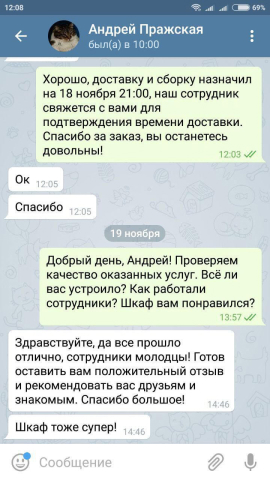 12:08
69%
Андрей Пражская
был(а) в 10:00
Хорошо, доставку и сборку назначил
на 18 ноября 21:00, наш сотрудник
свяжется с вами для
подтверждения времени доставки.
Спасибо за заказ, вы останетесь
довольны!
12:03
Ок 12:05
Спасибо 12:05
19 ноября
Добрый день, Андрей! Проверяем
качество оказанных услуг. Всё ли
вас устроило? Как работали
сотрудники? Шкаф вам понравился?
13:57
Здравствуйте, да все прошло
отлично, сотрудники молодцы! Готов
оставить вам положительный отзыв
и рекомендовать вас друзьям и
знакомым. Спасибо большое!
14:46
Шкаф тоже супер! 14:46
Сообщение